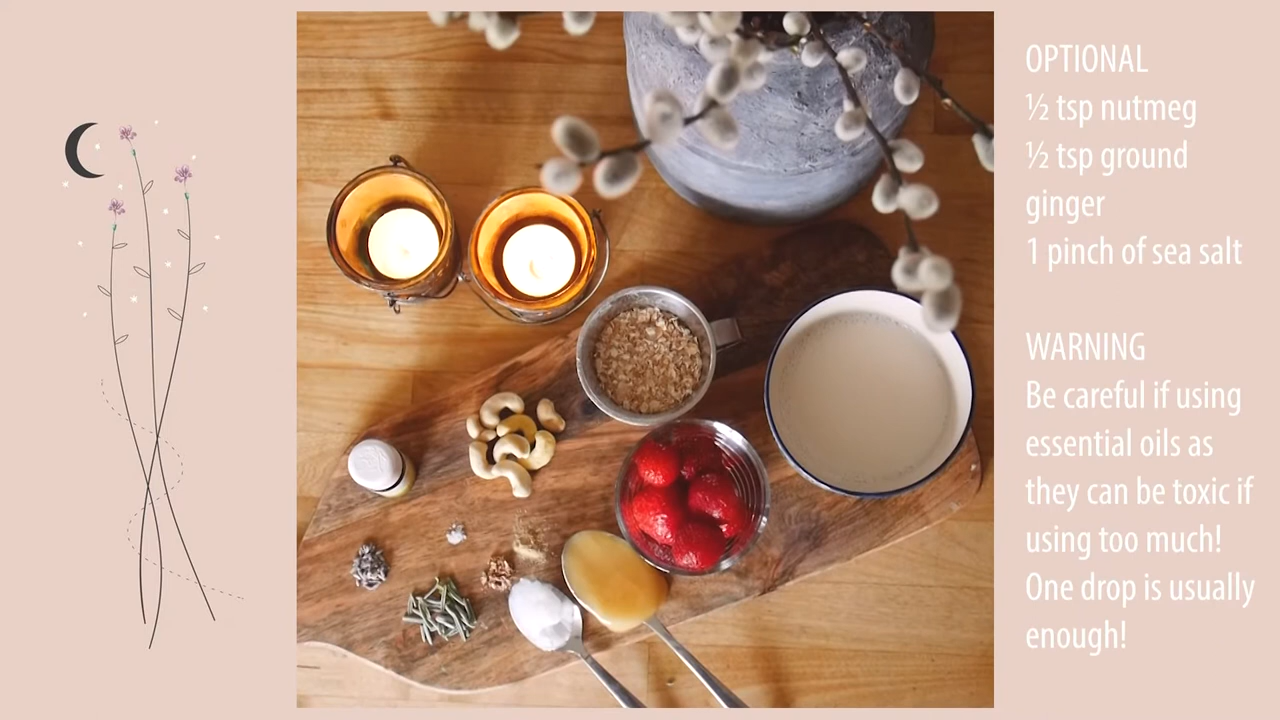 OPTIONAL
½ tsp nutmeg
½ tsp ground
ginger
1 pinch of sea salt
WARNING
Be careful if using
essential oils as
they can be toxic if
using too much!
One drop is usually
enough!